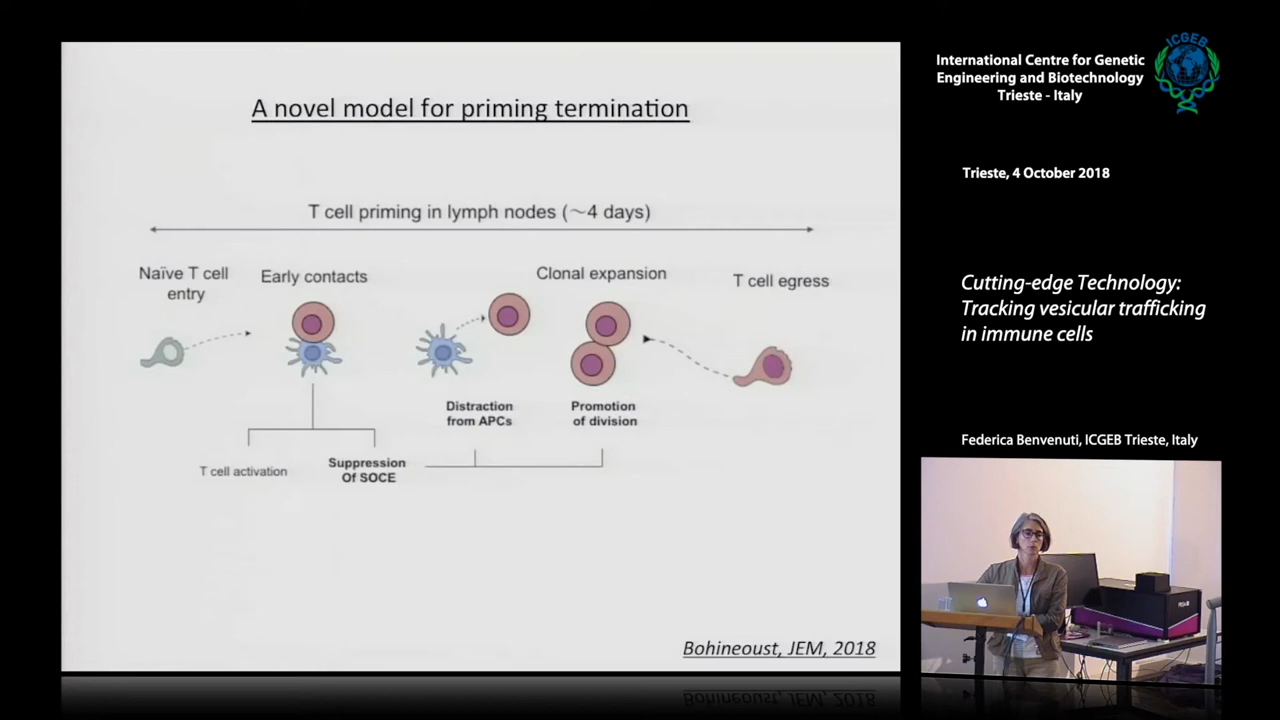 A novel model for priming termination
T cell priming in lymph nodes (~4 days)
Naïve T cell
entry
Early contacts
Clonal expansion
T cell egress
Distraction
from APCs
Promotion
of division
T cell activation
Suppression
Of SOCE
Bohineoust, JEM, 2018
International Centre for Genetic
Engineering and Biotechnology
Trieste - Italy
ICGEB
Trieste, 4 October 2018
Cutting-edge Technology:
Tracking vesicular trafficking
in immune cells
Federica Benvenuti, ICGEB Trieste, Italy